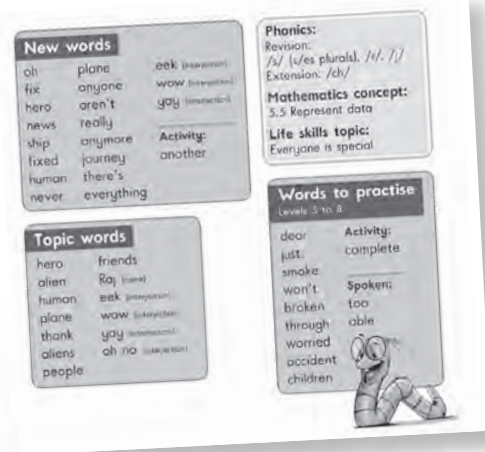 New words
oh
fix
hero
news
ship
fixed
human
never
plane
anyone
aren't
really
anymore
journey
there's
everything
eek (interjection)
wow (interjection)
yay (interjection)
Activity:
another
Phonics:
Revision:
/s/ (s/es plurals),
Extension: /ch/
Mathematics concept:
5.5 Represent data
Life skills topic:
Everyone is special
Topic words
hero
alien
human
plane
thank
aliens
people
friends
Raj (name)
eek (interjection)
wow (interjection)
yay (interjection)
oh no (interjection)
Words to practise
Levels 5 to 8
dear
just
smoke
won't
broken
through
worried
accident
children
Activity:
complete
Spoken:
too
able